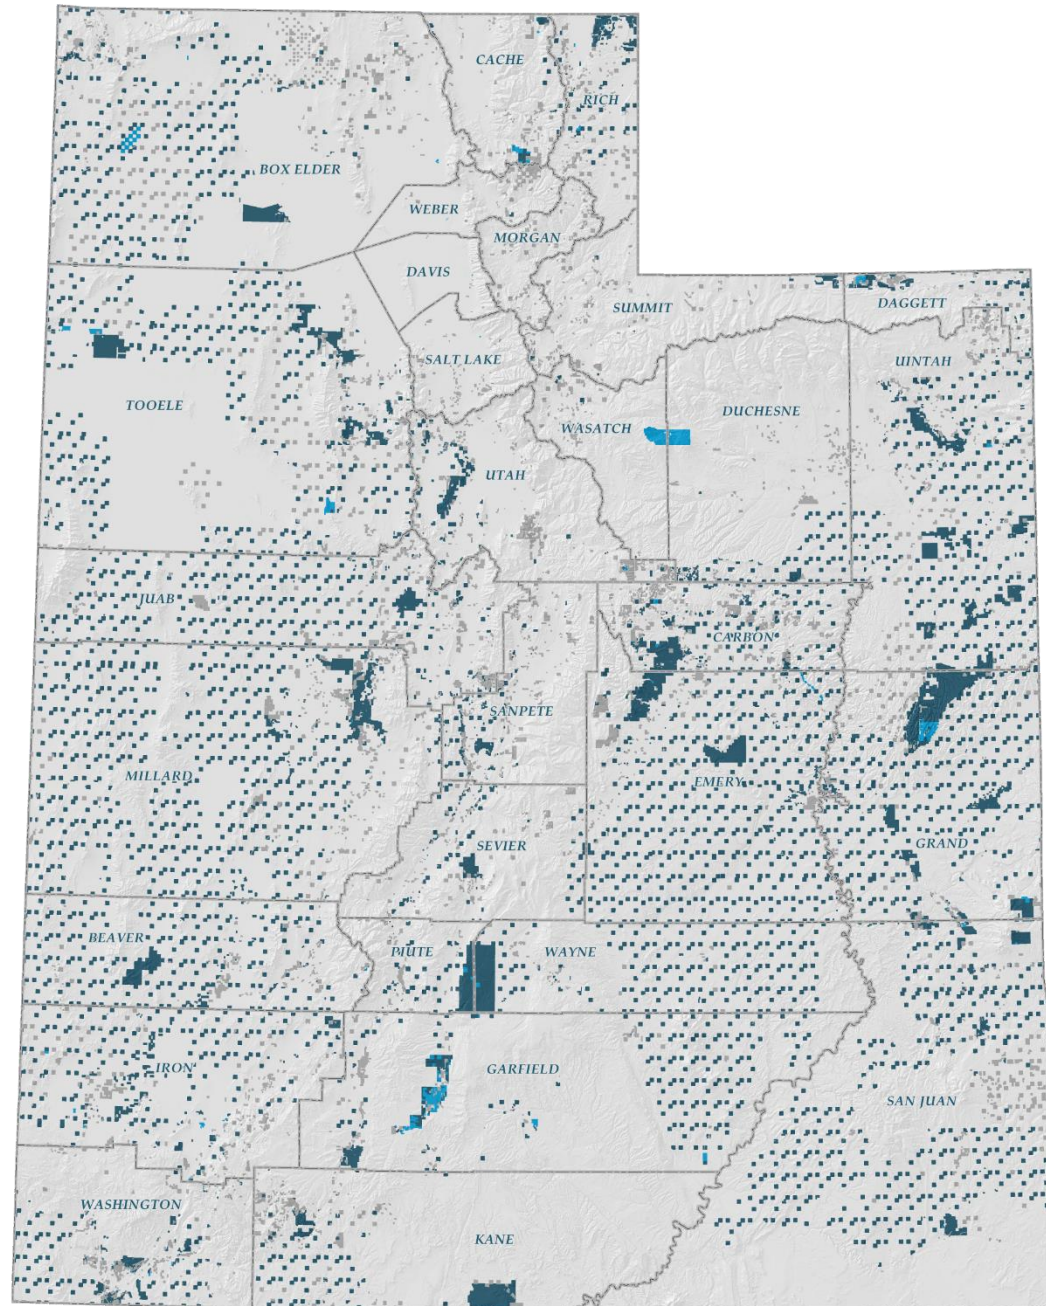 CACHE
RICH
BOX ELDER
WEBER
MORGAN
DAVIS
SUMMIT
DAGGETT
SALT LAKE
UINTAH
TOOELE
DUCHESNE
WASATCH
UTAH
JUAB
CARBON
SANPETE
MILLARD
EMERY
SEVIER
GRAND
BEAVER
PIUTE
WAYNE
IRON
GARFIELD
SAN JUAN
WASHINGTON
KANE